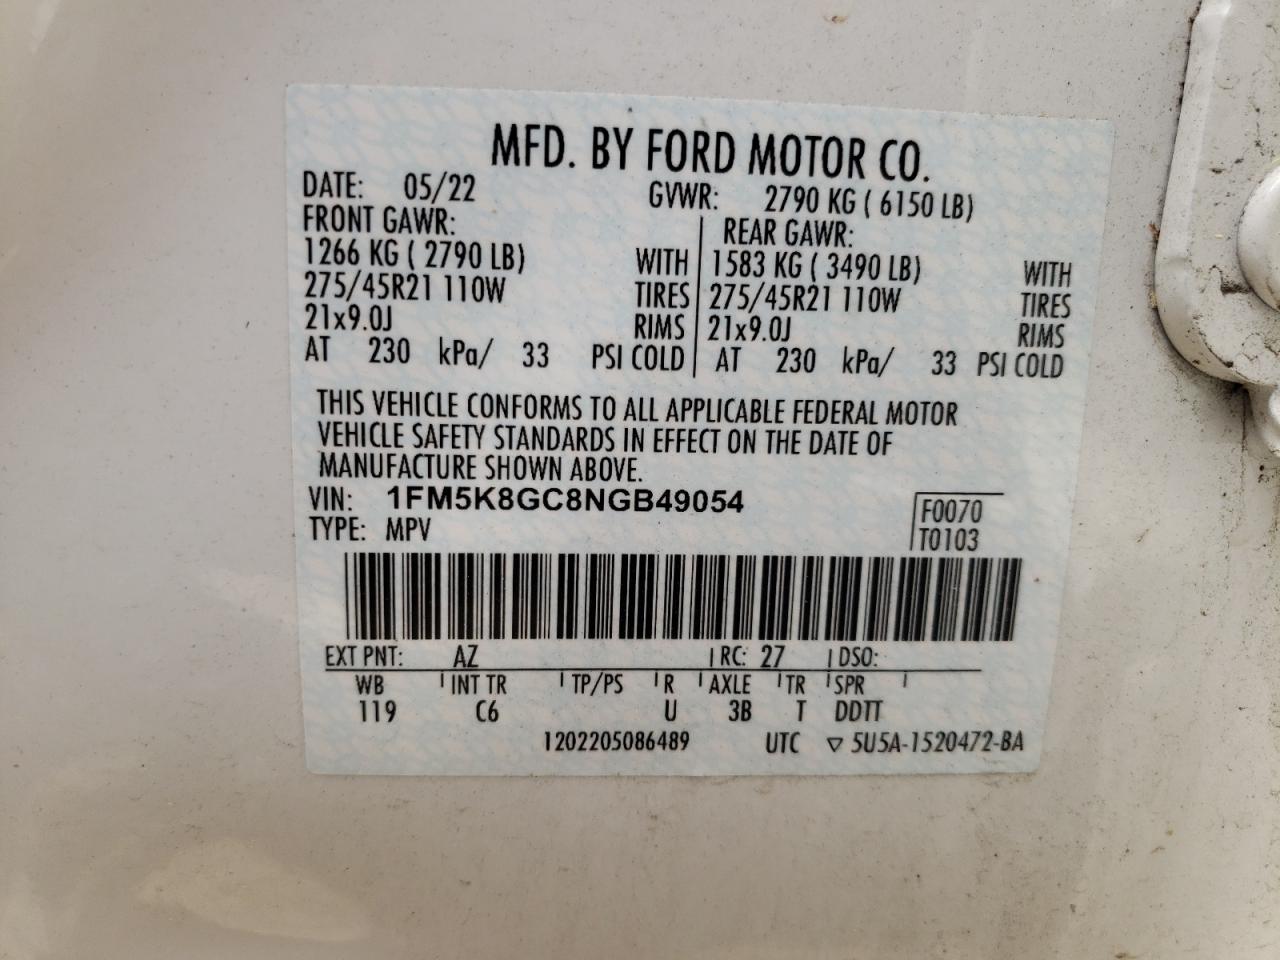 MFD. BY FORD MOTOR CO.
DATE: 05/22 GVWR: 2790 KG ( 6150 LB)
FRONT GAWR: REAR GAWR:
1266 KG ( 2790 LB) WITH 1583 KG ( 3490 LB) WITH
275/45R21 110W TIRES 275/45R21 110W TIRES
21x9.0J RIMS 21x9.0J RIMS
AT 230 kPa/ 33 PSI COLD AT 230 kPa/ 33 PSI COLD
THIS VEHICLE CONFORMS TO ALL APPLICABLE FEDERAL MOTOR
VEHICLE SAFETY STANDARDS IN EFFECT ON THE DATE OF
MANUFACTURE SHOWN ABOVE.
VIN: 1FM5K8GC8NGB49054 F0070
TYPE: MPV T0103
EXT PNT: AZ RC: 27 DSO:
WB INT TR TP/PS R AXLE TR SPR
119 C6 U 3B T DDTT
1202205086489 UTC ▽ 5U5A-1520472-BA